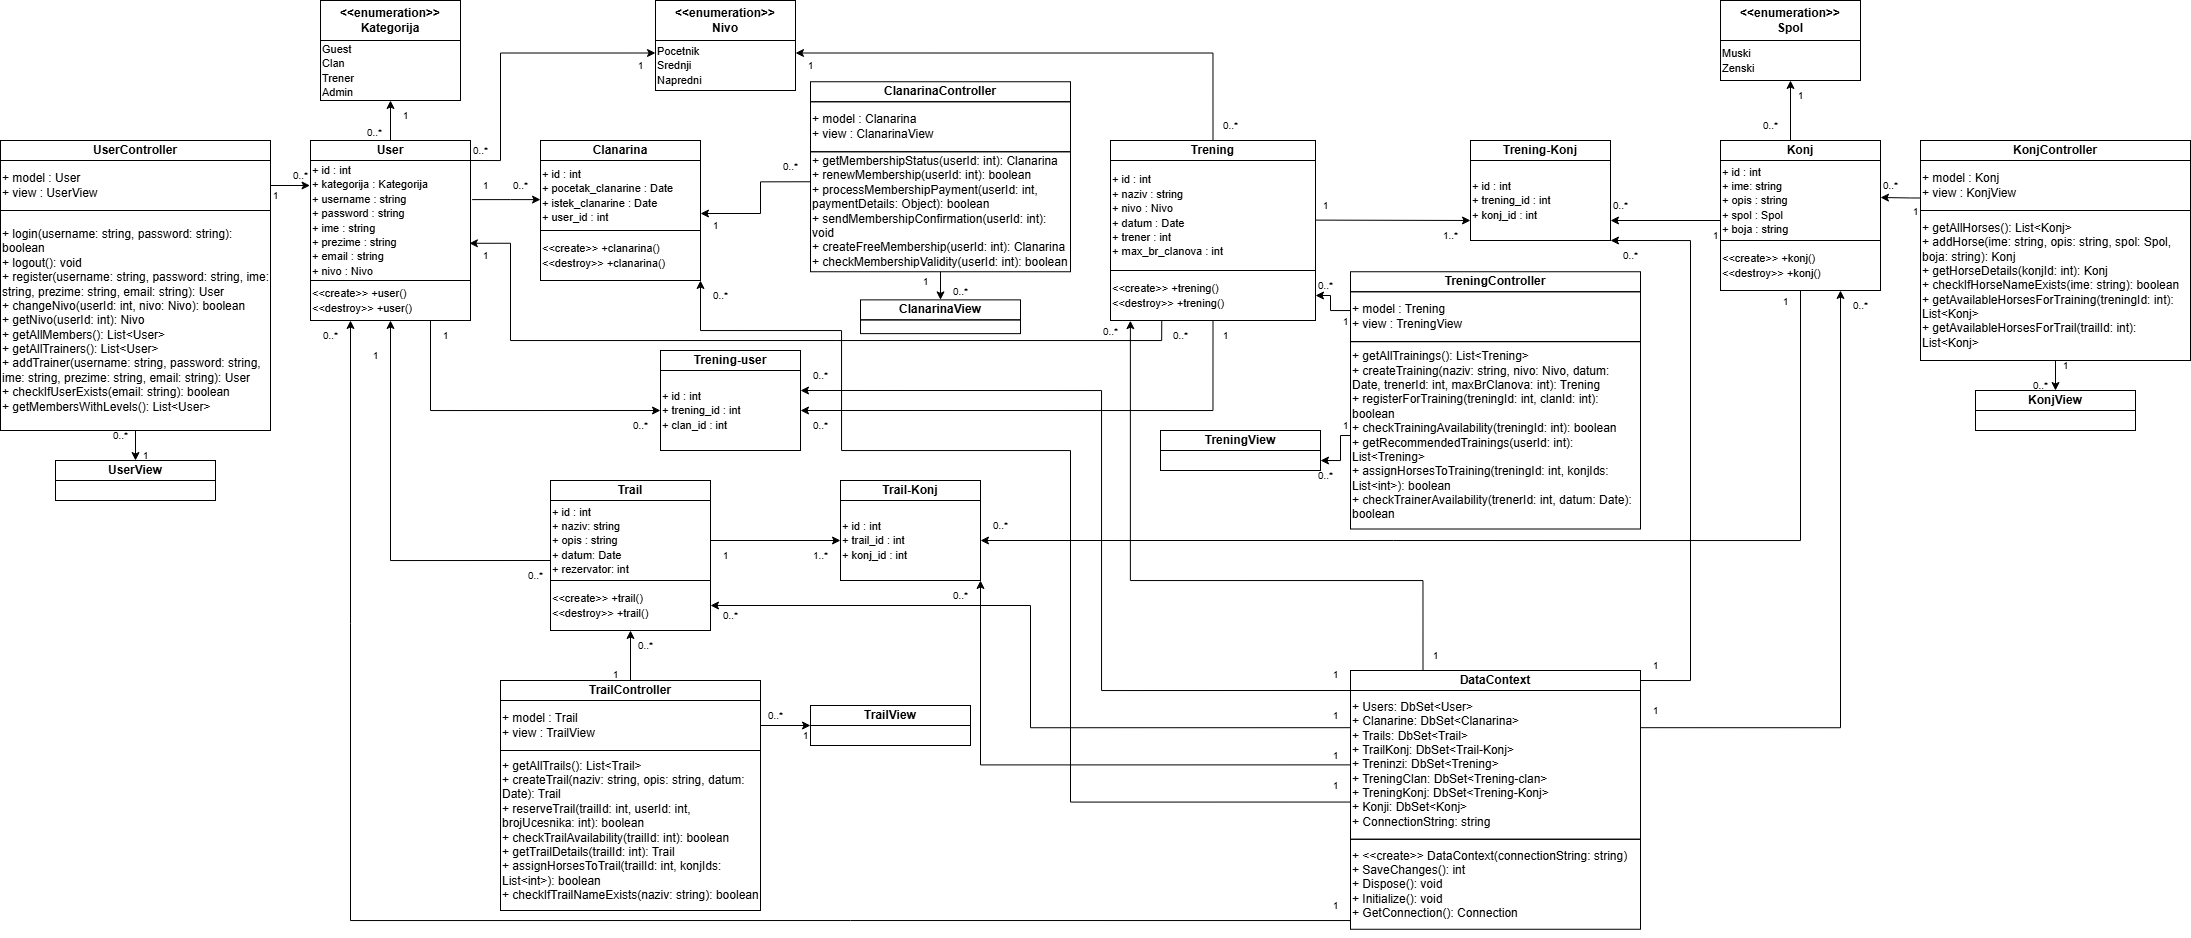 <<enumeration>>
Kategorija
Guest
Clan
Trener
Admin
<<enumeration>>
Nivo
Pocetnik
Srednji
Napredni
<<enumeration>>
Spol
Muski
Zenski
1
0..*
1
0..*
1
0..*
1
0..*
UserController
+ model : User
+ view : UserView
+ login(username: string, password: string):
boolean
+ logout(): void
+ register(username: string, password: string, ime:
string, prezime: string, email: string): User
+ changeNivo(userId: int, nivo: Nivo): boolean
+ getNivo(userId: int): Nivo
+ getAllMembers(): List<User>
+ getAllTrainers(): List<User>
+ addTrainer(username: string, password: string,
ime: string, prezime: string, email: string): User
+ checkIfUserExists(email: string): boolean
+ getMembersWithLevels(): List<User>
0..*
1
0..*
1
UserView
User
+ id : int
+ kategorija : Kategorija
+ username : string
+ password : string
+ ime : string
+ prezime : string
+ email : string
+ nivo : Nivo
<<create>> +user()
<<destroy>> +user()
1
0..*
1
0..*
1
1
Clanarina
+ id : int
+ pocetak_clanarine : Date
+ istek_clanarine : Date
+ user_id : int
<<create>> +clanarina()
<<destroy>> +clanarina()
0..*
1
0..*
ClanarinaController
+ model : Clanarina
+ view : ClanarinaView
+ getMembershipStatus(userId: int): Clanarina
+ renewMembership(userId: int): boolean
+ processMembershipPayment(userId: int,
paymentDetails: Object): boolean
+ sendMembershipConfirmation(userId: int):
void
+ createFreeMembership(userId: int): Clanarina
+ checkMembershipValidity(userId: int): boolean
1
0..*
ClanarinaView
Trening
+ id : int
+ naziv : string
+ nivo : Nivo
+ datum : Date
+ trener : int
+ max_br_clanova : int
<<create>> +trening()
<<destroy>> +trening()
1
1..*
0..*
0..*
1
0..*
1
Trening-Konj
+ id : int
+ trening_id : int
+ konj_id : int
0..*
1
0..*
Konj
+ id : int
+ ime: string
+ opis : string
+ spol : Spol
+ boja : string
<<create>> +konj()
<<destroy>> +konj()
0..*
1
1
0..*
KonjController
+ model : Konj
+ view : KonjView
+ getAllHorses(): List<Konj>
+ addHorse(ime: string, opis: string, spol: Spol,
boja: string): Konj
+ getHorseDetails(konjId: int): Konj
+ checkIfHorseNameExists(ime: string): boolean
+ getAvailableHorsesForTraining(treningId: int):
List<Konj>
+ getAvailableHorsesForTrail(trailId: int):
List<Konj>
1
0..*
KonjView
TreningController
+ model : Trening
+ view : TreningView
+ getAllTrainings(): List<Trening>
+ createTraining(naziv: string, nivo: Nivo, datum:
Date, trenerId: int, maxBrClanova: int): Trening
+ registerForTraining(treningId: int, clanId: int):
boolean
+ checkTrainingAvailability(treningId: int): boolean
+ getRecommendedTrainings(userId: int):
List<Trening>
+ assignHorsesToTraining(treningId: int, konjIds:
List<int>): boolean
+ checkTrainerAvailability(trenerId: int, datum: Date):
boolean
1
0..*
TreningView
Trening-user
+ id : int
+ trening_id : int
+ clan_id : int
0..*
0..*
0..*
Trail
+ id : int
+ naziv: string
+ opis : string
+ datum: Date
+ rezervator: int
<<create>> +trail()
<<destroy>> +trail()
0..*
1
1..*
0..*
0..*
1
Trail-Konj
+ id : int
+ trail_id : int
+ konj_id : int
0..*
0..*
TrailController
+ model : Trail
+ view : TrailView
+ getAllTrails(): List<Trail>
+ createTrail(naziv: string, opis: string, datum:
Date): Trail
+ reserveTrail(trailId: int, userId: int,
brojUcesnika: int): boolean
+ checkTrailAvailability(trailId: int): boolean
+ getTrailDetails(trailId: int): Trail
+ assignHorsesToTrail(trailId: int, konjIds:
List<int>): boolean
+ checkIfTrailNameExists(naziv: string): boolean
0..*
1
TrailView
DataContext
+ Users: DbSet<User>
+ Clanarine: DbSet<Clanarina>
+ Trails: DbSet<Trail>
+ TrailKonj: DbSet<Trail-Konj>
+ Treninzi: DbSet<Trening>
+ TreningClan: DbSet<Trening-clan>
+ TreningKonj: DbSet<Trening-Konj>
+ Konji: DbSet<Konj>
+ ConnectionString: string
+ <<create>> DataContext(connectionString: string)
+ SaveChanges(): int
+ Dispose(): void
+ Initialize(): void
+ GetConnection(): Connection
1
1
1
1
1
1
1
1